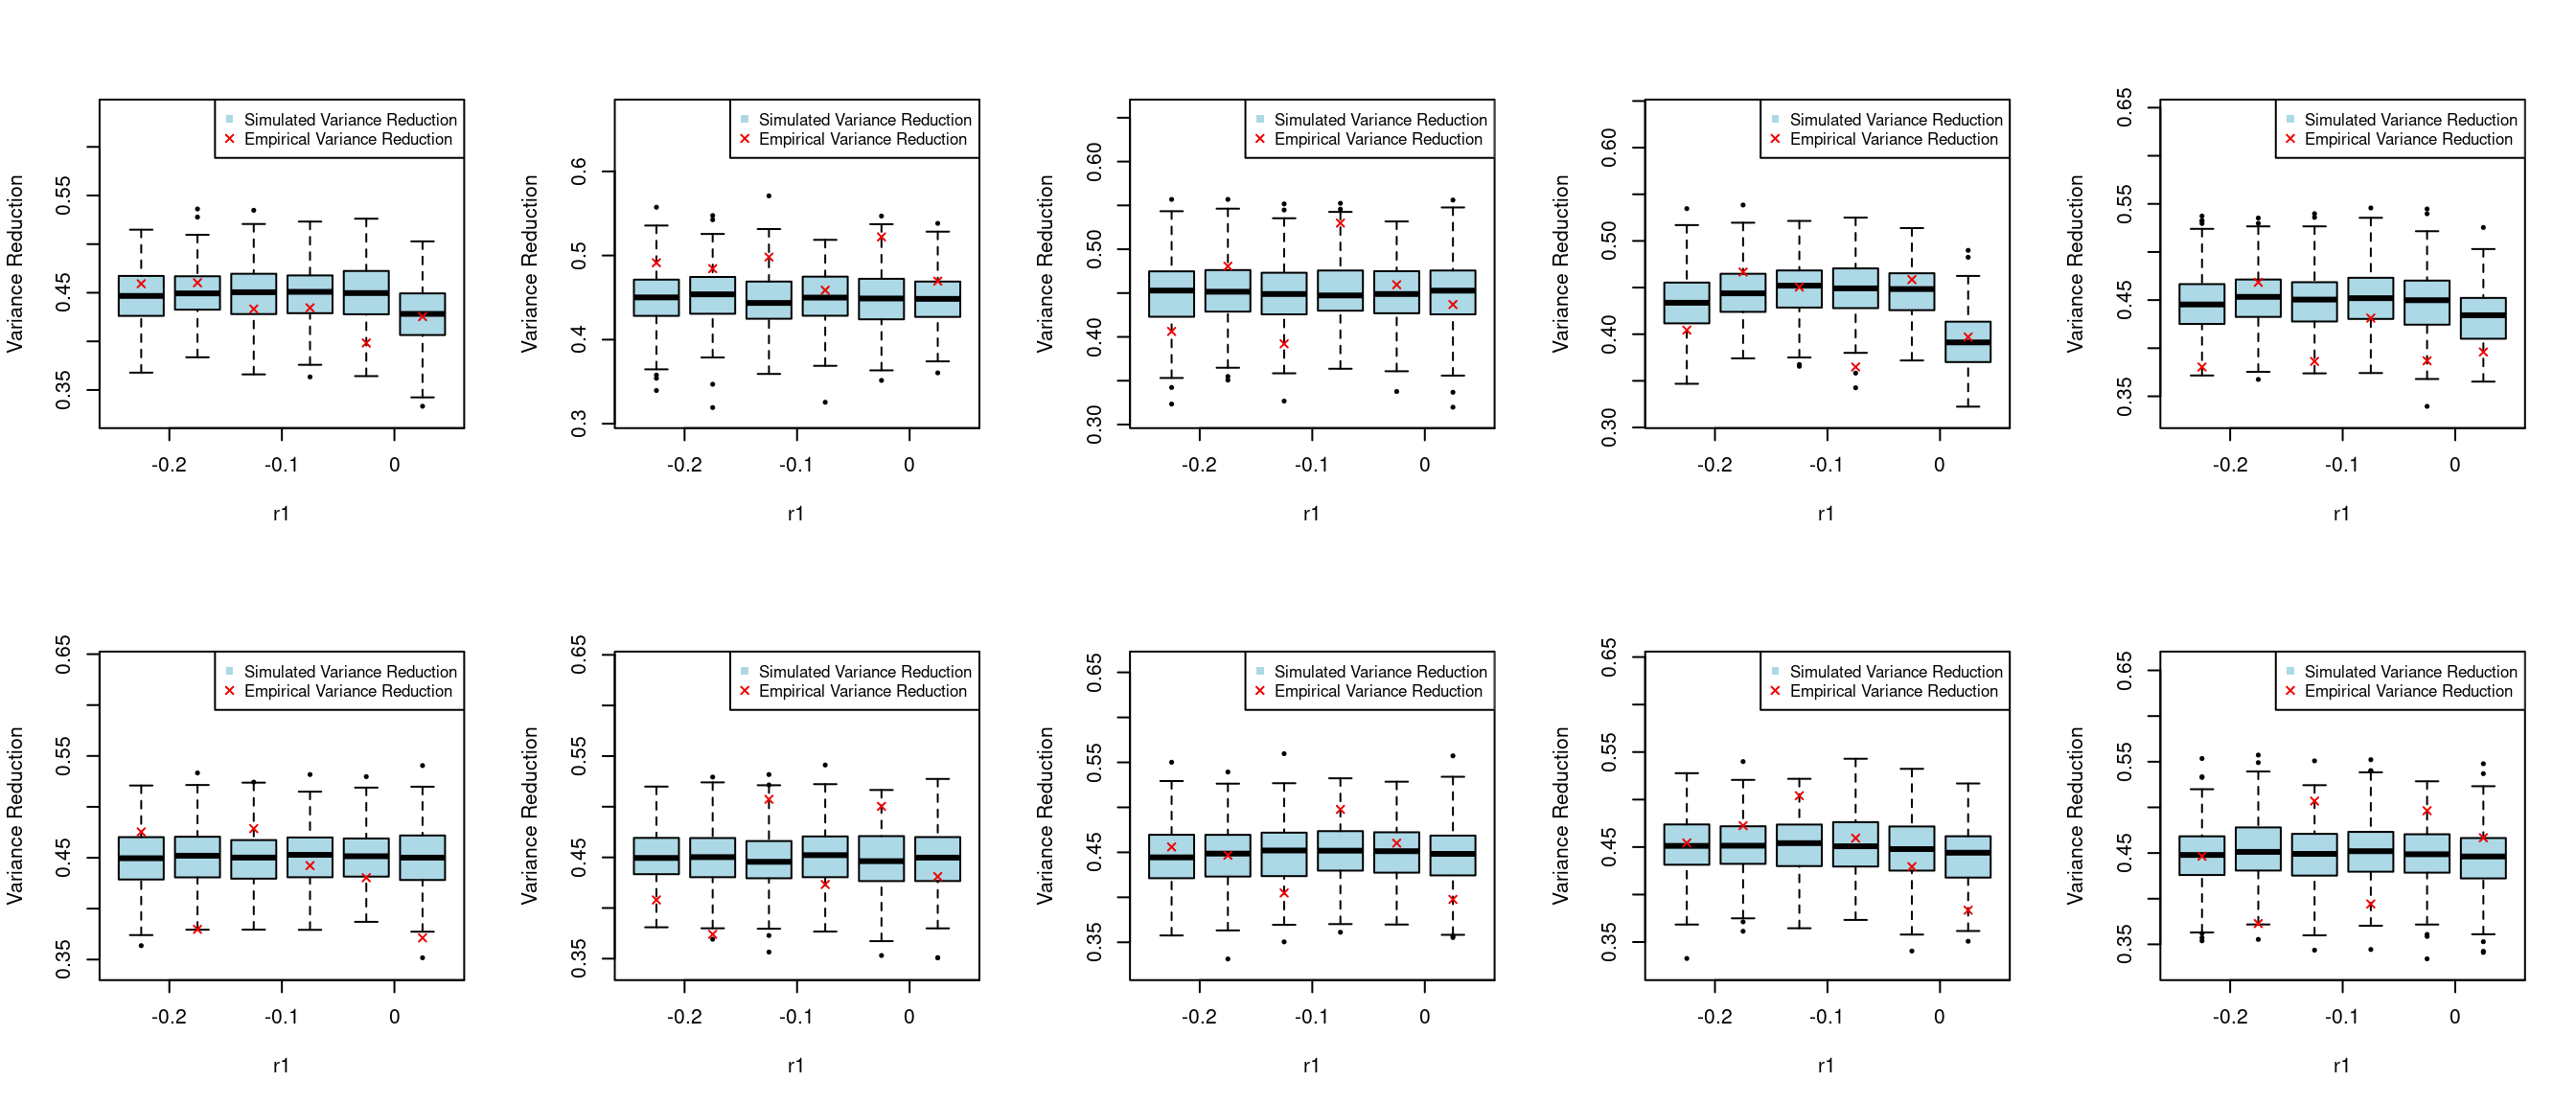 Simulated Variance Reduction
Empirical Variance Reduction
Variance Reduction
0.35
0.45
0.55
-0.2
-0.1
0
r1
Simulated Variance Reduction
Empirical Variance Reduction
Variance Reduction
0.3
0.4
0.5
0.6
-0.2
-0.1
0
r1
Simulated Variance Reduction
Empirical Variance Reduction
Variance Reduction
0.30
0.40
0.50
0.60
-0.2
-0.1
0
r1
Simulated Variance Reduction
Empirical Variance Reduction
Variance Reduction
0.30
0.40
0.50
0.60
-0.2
-0.1
0
r1
Simulated Variance Reduction
Empirical Variance Reduction
Variance Reduction
0.35
0.45
0.55
0.65
-0.2
-0.1
0
r1
Simulated Variance Reduction
Empirical Variance Reduction
Variance Reduction
0.35
0.45
0.55
0.65
-0.2
-0.1
0
r1
Simulated Variance Reduction
Empirical Variance Reduction
Variance Reduction
0.35
0.45
0.55
0.65
-0.2
-0.1
0
r1
Simulated Variance Reduction
Empirical Variance Reduction
Variance Reduction
0.35
0.45
0.55
0.65
-0.2
-0.1
0
r1
Simulated Variance Reduction
Empirical Variance Reduction
Variance Reduction
0.35
0.45
0.55
0.65
-0.2
-0.1
0
r1
Simulated Variance Reduction
Empirical Variance Reduction
Variance Reduction
0.35
0.45
0.55
0.65
-0.2
-0.1
0
r1